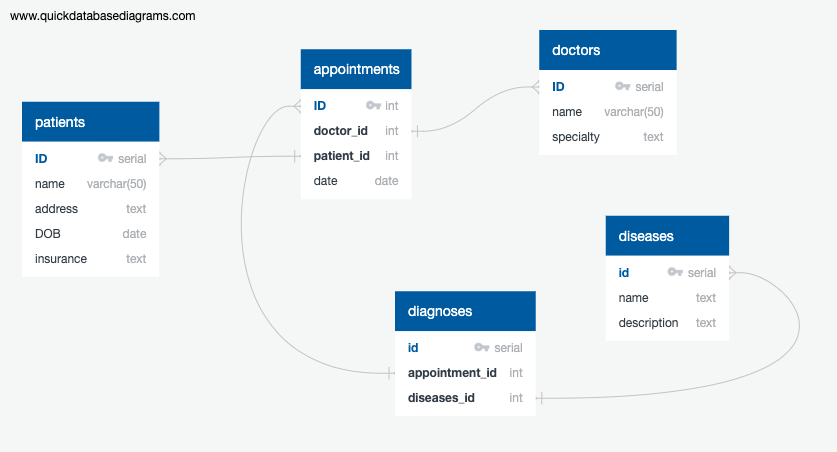 www.quickdatabasediagrams.com
patients
ID serial
name varchar(50)
address text
DOB date
insurance text
appointments
ID int
doctor_id int
patient_id int
date date
doctors
ID serial
name varchar(50)
specialty text
diseases
id serial
name text
description text
diagnoses
id serial
appointment_id int
diseases_id int